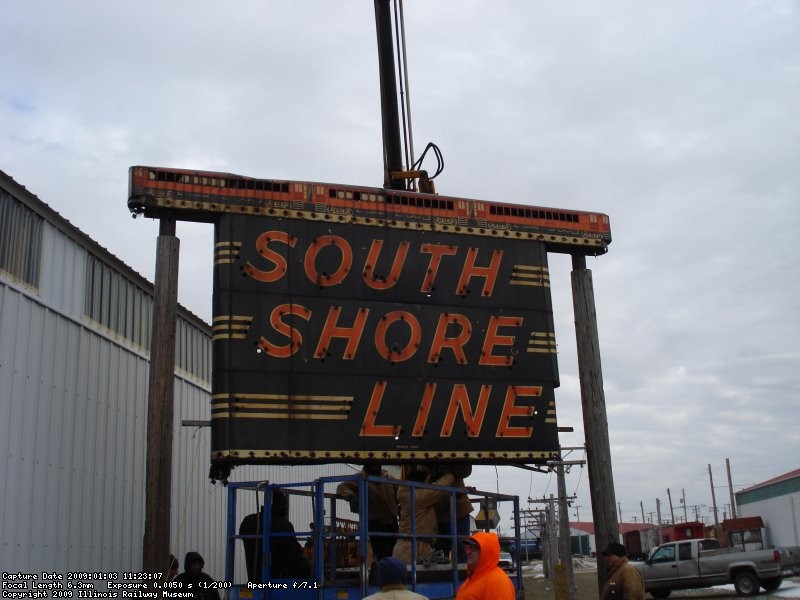 SOUTH
SHORE
LINE
Capture Date 2009:01:03 11:23:07
Focal Length 6.3mm Exposure 0.0050 s (1/200) Aperture f/7.1
Copyright 2009 Illinois Railway Museum